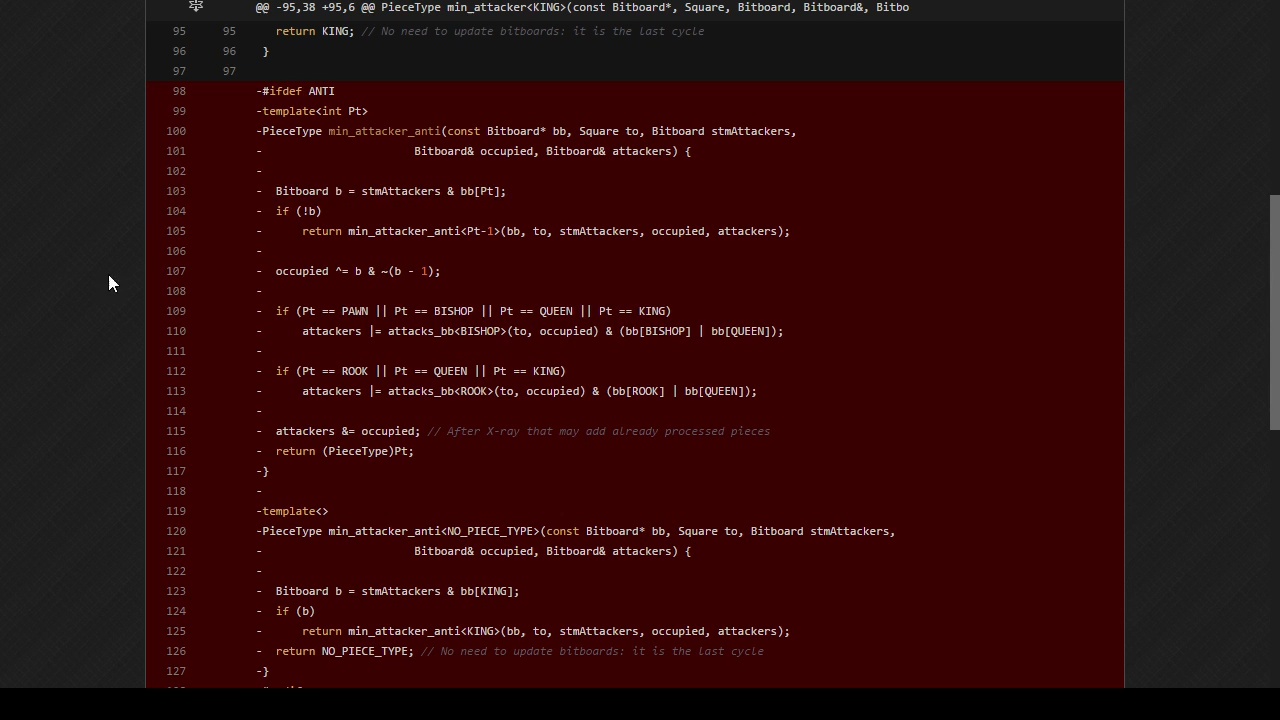 @@ -95,38 +95,6 @@ PieceType min_attacker<KING>(const Bitboard*, Square, Bitboard, Bitboard&, Bitbo
95 95 return KING; // No need to update bitboards: it is the last cycle
96 96 }
97 97
98 -#ifdef ANTI
99 -template<int Pt>
100 -PieceType min_attacker_anti(const Bitboard* bb, Square to, Bitboard stmAttackers,
101 - Bitboard& occupied, Bitboard& attackers) {
102 -
103 - Bitboard b = stmAttackers & bb[Pt];
104 - if (!b)
105 - return min_attacker_anti<Pt-1>(bb, to, stmAttackers, occupied, attackers);
106 -
107 - occupied ^= b & ~(b - 1);
108 -
109 - if (Pt == PAWN || Pt == BISHOP || Pt == QUEEN || Pt == KING)
110 - attackers |= attacks_bb<BISHOP>(to, occupied) & (bb[BISHOP] | bb[QUEEN]);
111 -
112 - if (Pt == ROOK || Pt == QUEEN || Pt == KING)
113 - attackers |= attacks_bb<ROOK>(to, occupied) & (bb[ROOK] | bb[QUEEN]);
114 -
115 - attackers &= occupied; // After X-ray that may add already processed pieces
116 - return (PieceType)Pt;
117 -}
118 -
119 -template<>
120 -PieceType min_attacker_anti<NO_PIECE_TYPE>(const Bitboard* bb, Square to, Bitboard stmAttackers,
121 - Bitboard& occupied, Bitboard& attackers) {
122 -
123 - Bitboard b = stmAttackers & bb[KING];
124 - if (b)
125 - return min_attacker_anti<KING>(bb, to, stmAttackers, occupied, attackers);
126 - return NO_PIECE_TYPE; // No need to update bitboards: it is the last cycle
127 -}